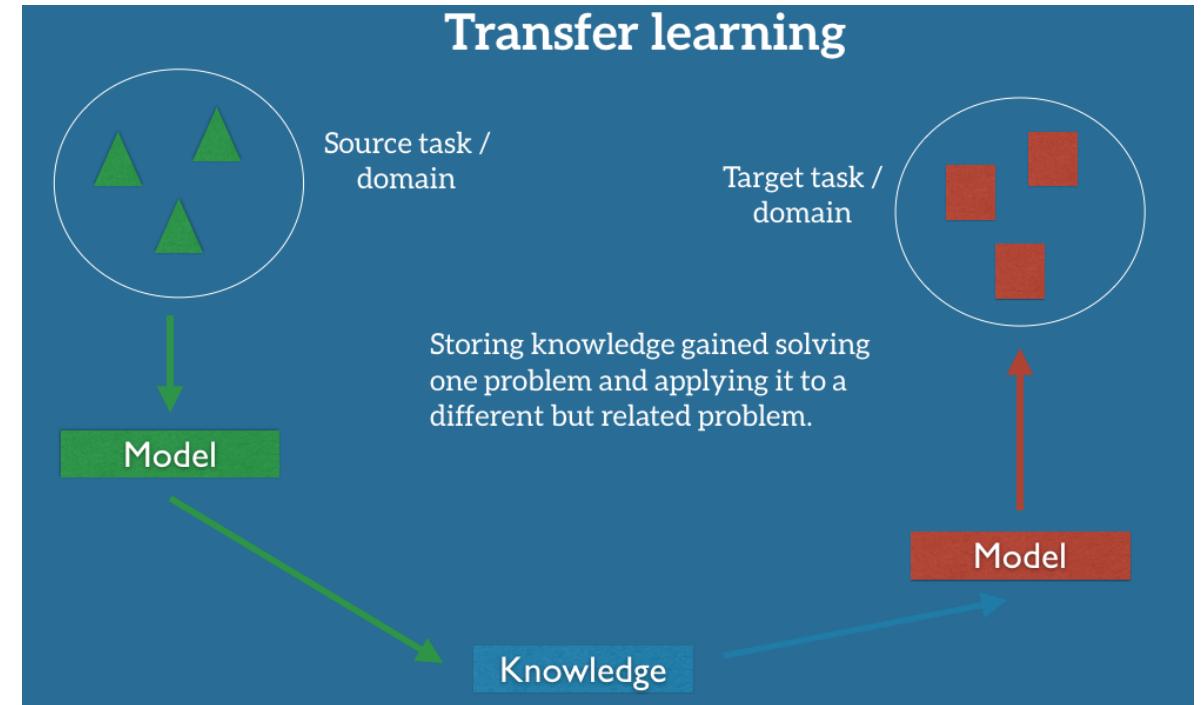 Transfer learning
Source task /
domain
Target task /
domain
Storing knowledge gained solving
one problem and applying it to a
different but related problem.
Model
Model
Knowledge